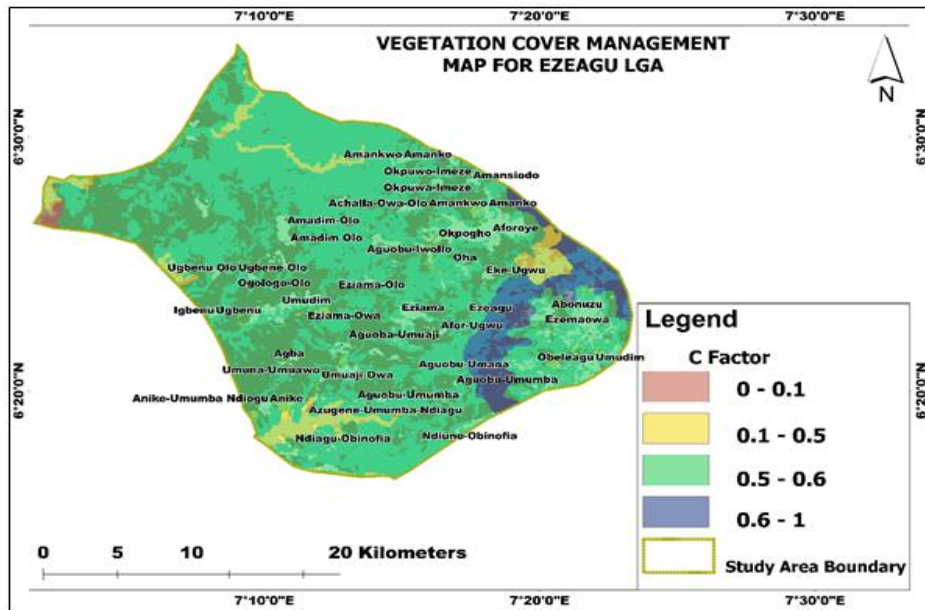 7°10'0"E 7°20'0"E 7°30'0"E
VEGETATION COVER MANAGEMENT
MAP FOR EZEAGU LGA
N
6°30'0"N 6°30'0"N
Amankwo Amanko
Okpuwo-Imeze
Amansiodo
Okpuwa-Imeze
Achalla-Owa-Olo Amankwo Amanko
Amadim-Olo
Aforoye
Amadim Olo
Okpogho
Aguobu-Iwollo
Oha
Ugbenu Olo Ugbene Olo
Eke-Ugwu
Ogologo-Olo
Eziama-Olo
Umudim
Igbenu Ugbenu
Eziama-Owa
Eziama
Ezeagu
Abonuzu
Ezemaowa
Afor-Ugwu
Aguoba-Umuaji
Agba
Obeleagu Umudim
Umuna-Umuawo
Umuaji Owa
Aguobu-Umana
Aguobu-Umumba
Anike-Umumba Ndiogu Anike
Aguobu-Umumba
Azugene-Umumba-Ndiagu
Ndiagu-Obinofia
Ndiuno-Obinofia
6°20'0"N 6°20'0"N
Legend
C Factor
0 - 0.1
0.1 - 0.5
0.5 - 0.6
0.6 - 1
Study Area Boundary
0 5 10 20 Kilometers
7°10'0"E 7°20'0"E 7°30'0"E